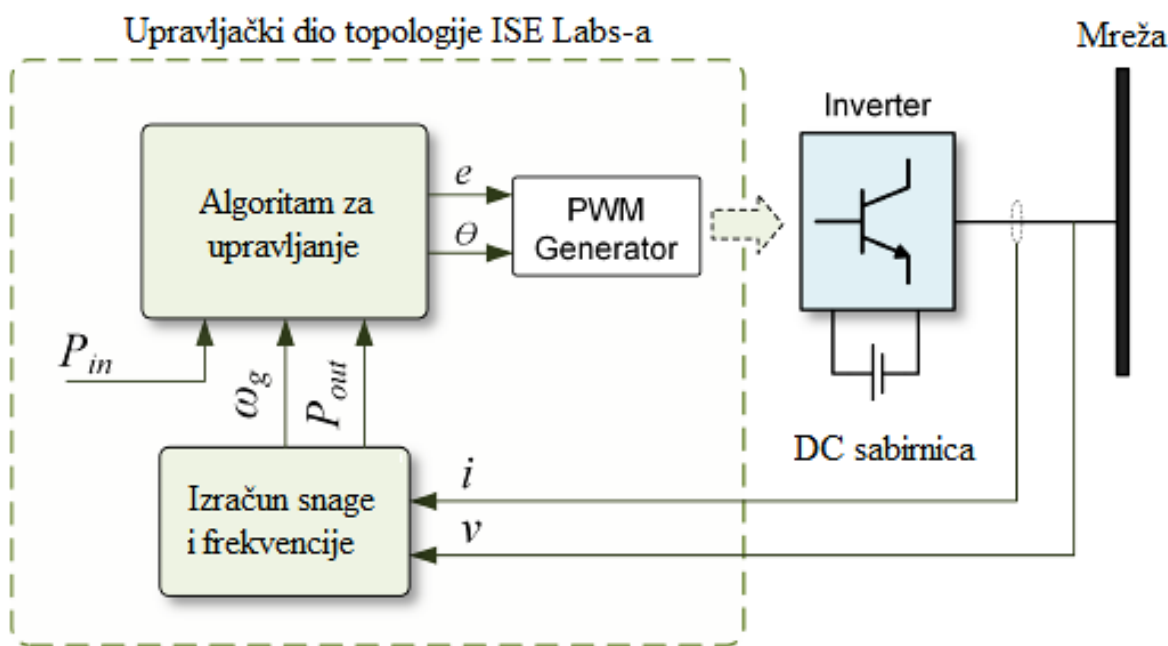 Upravljački dio topologije ISE Labs-a
Mreža
Inverter
Algoritam za
upravljanje
e
Θ
PWM
Generator
P_in
ω_g
P_out
DC sabirnica
Izračun snage
i frekvencije
i
v